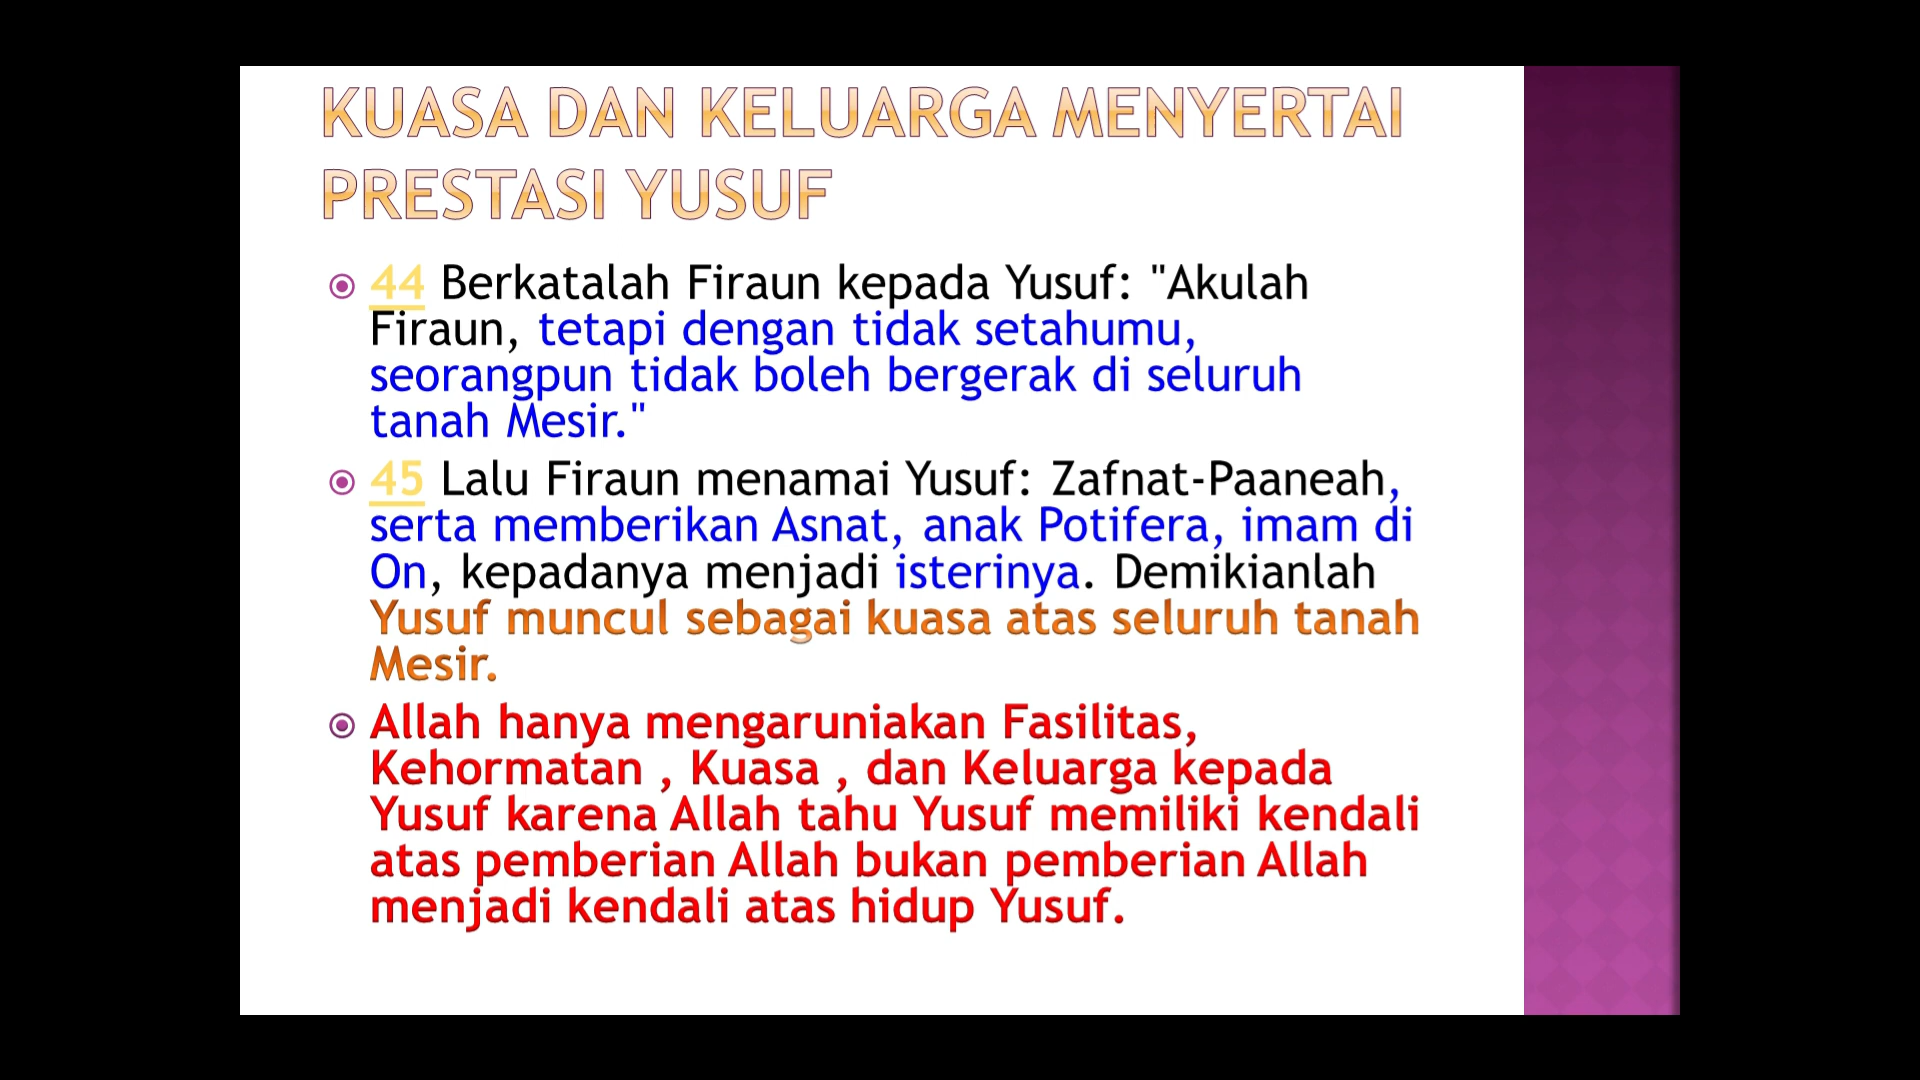 KUASA DAN KELUARGA MENYERTAI
PRESTASI YUSUF
44 Berkatalah Firaun kepada Yusuf: "Akulah
Firaun, tetapi dengan tidak setahumu,
seorangpun tidak boleh bergerak di seluruh
tanah Mesir."
45 Lalu Firaun menamai Yusuf: Zafnat-Paaneah,
serta memberikan Asnat, anak Potifera, imam di
On, kepadanya menjadi isterinya. Demikianlah
Yusuf muncul sebagai kuasa atas seluruh tanah
Mesir.
Allah hanya mengaruniakan Fasilitas,
Kehormatan , Kuasa , dan Keluarga kepada
Yusuf karena Allah tahu Yusuf memiliki kendali
atas pemberian Allah bukan pemberian Allah
menjadi kendali atas hidup Yusuf.